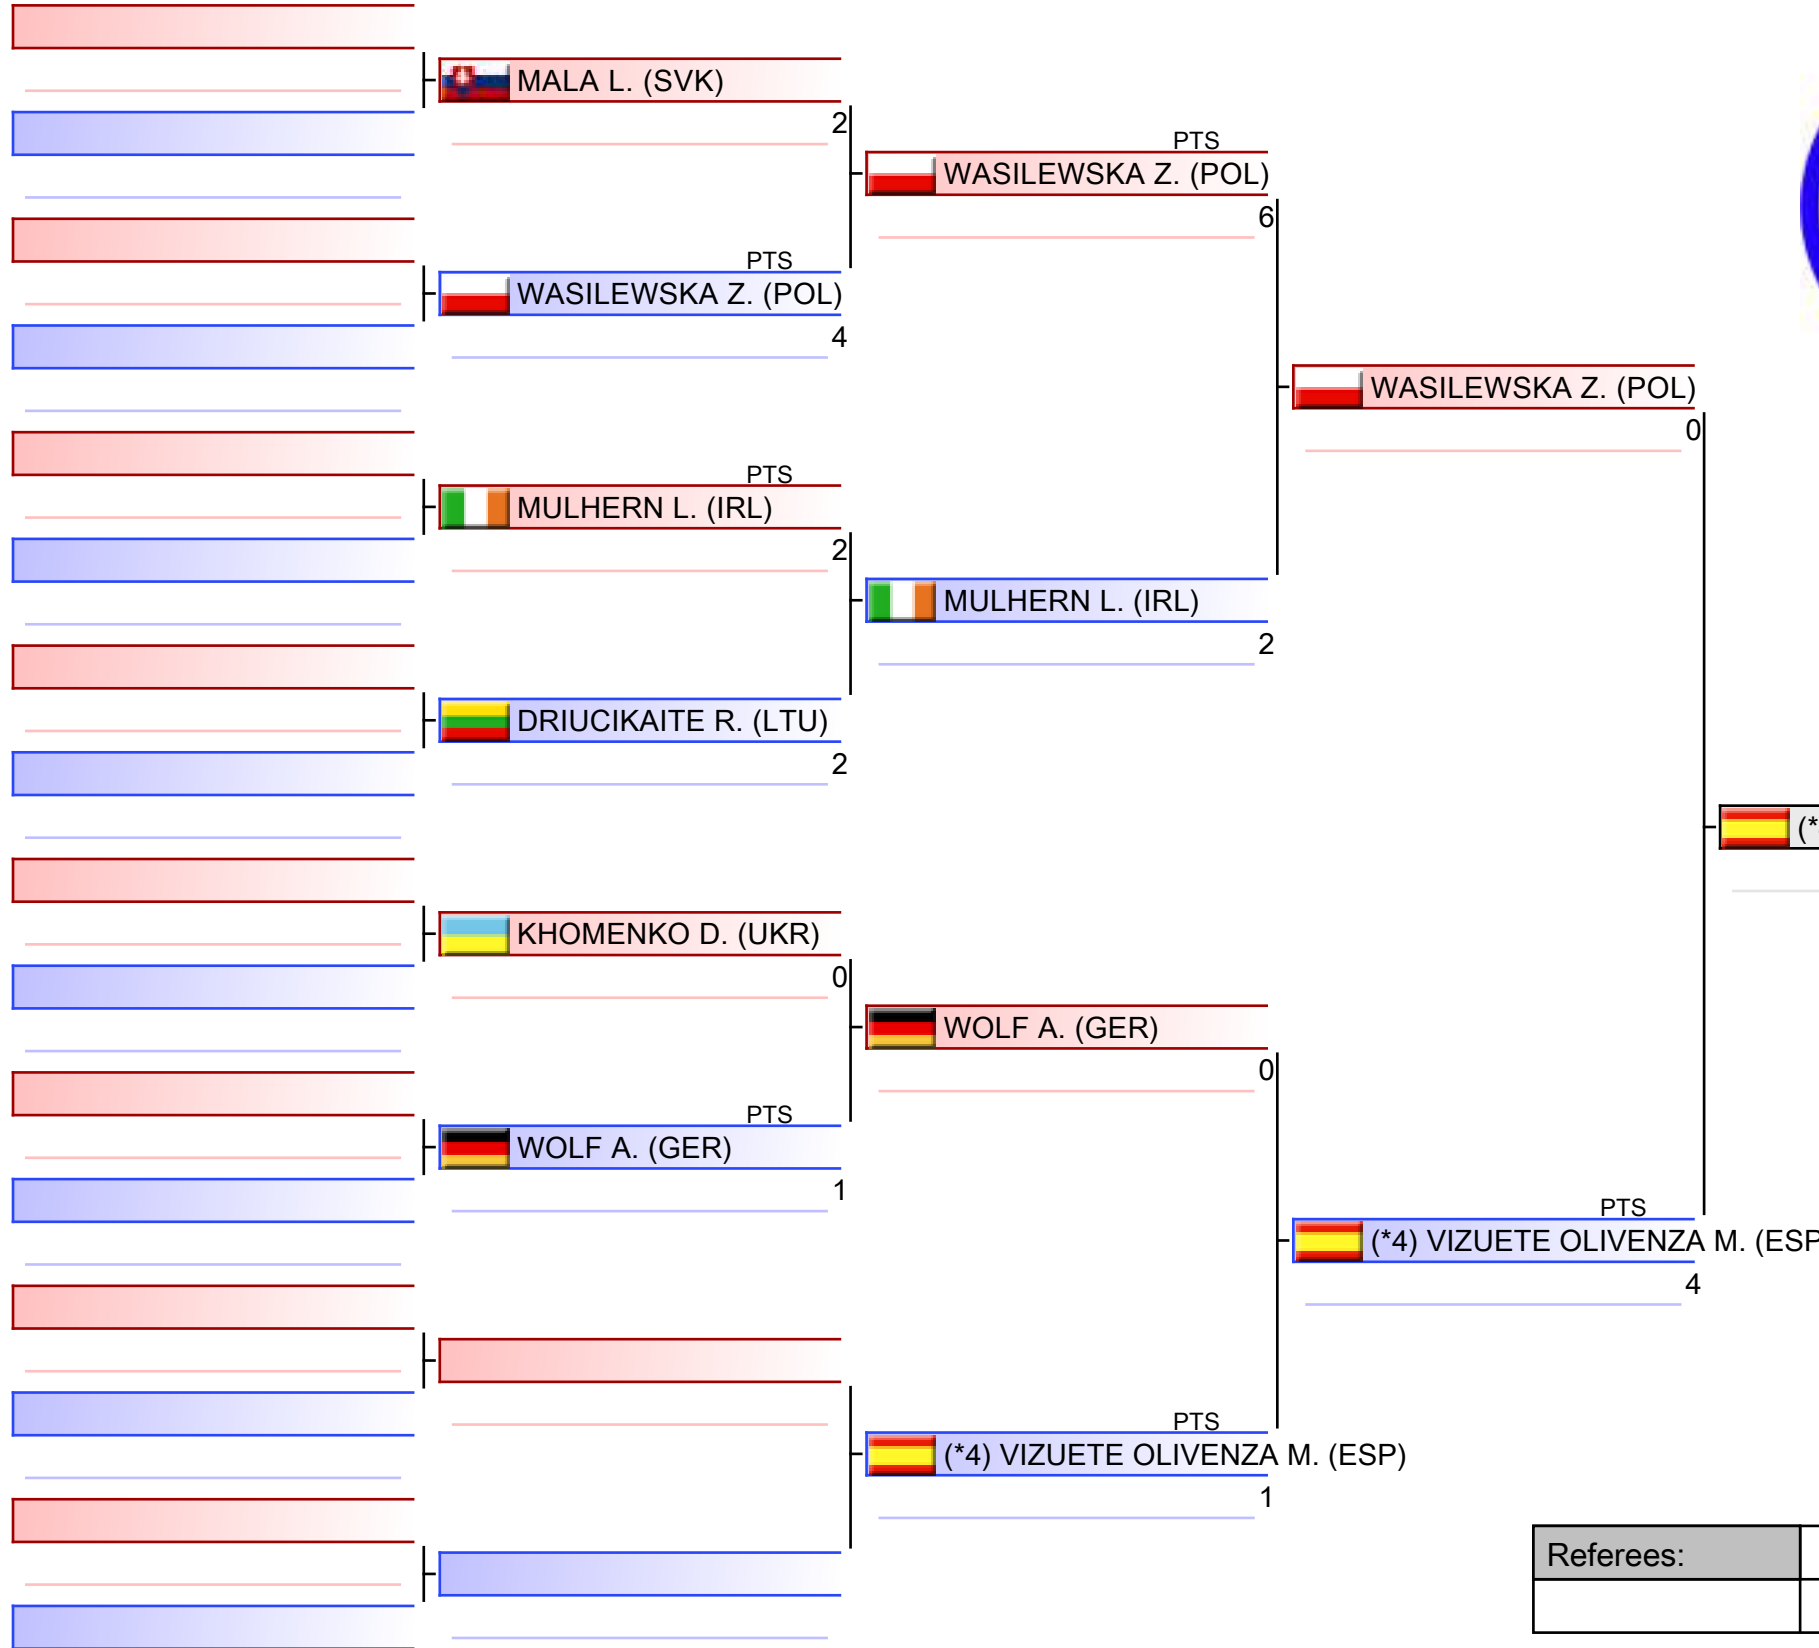 MALA L. (SVK)
2
PTS
WASILEWSKA Z. (POL)
4
PTS
MULHERN L. (IRL)
2
DRIUCIKAITE R. (LTU)
2
KHOMENKO D. (UKR)
0
PTS
WOLF A. (GER)
1
PTS
WASILEWSKA Z. (POL)
6
MULHERN L. (IRL)
2
WOLF A. (GER)
0
PTS
(*4) VIZUETE OLIVENZA M. (ESP)
1
WASILEWSKA Z. (POL)
0
PTS
(*4) VIZUETE OLIVENZA M. (ESP
4
(*
Referees: